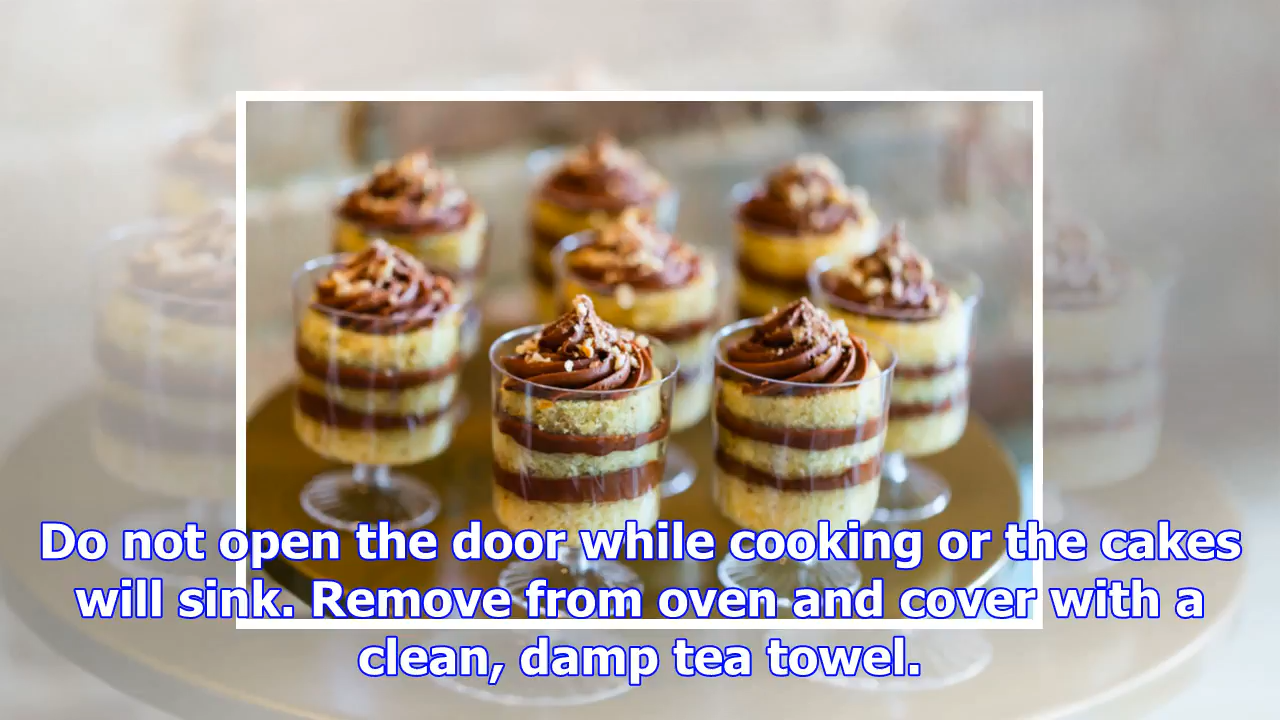 Do not open the door while cooking or the cakes
will sink. Remove from oven and cover with a
clean, damp tea towel.